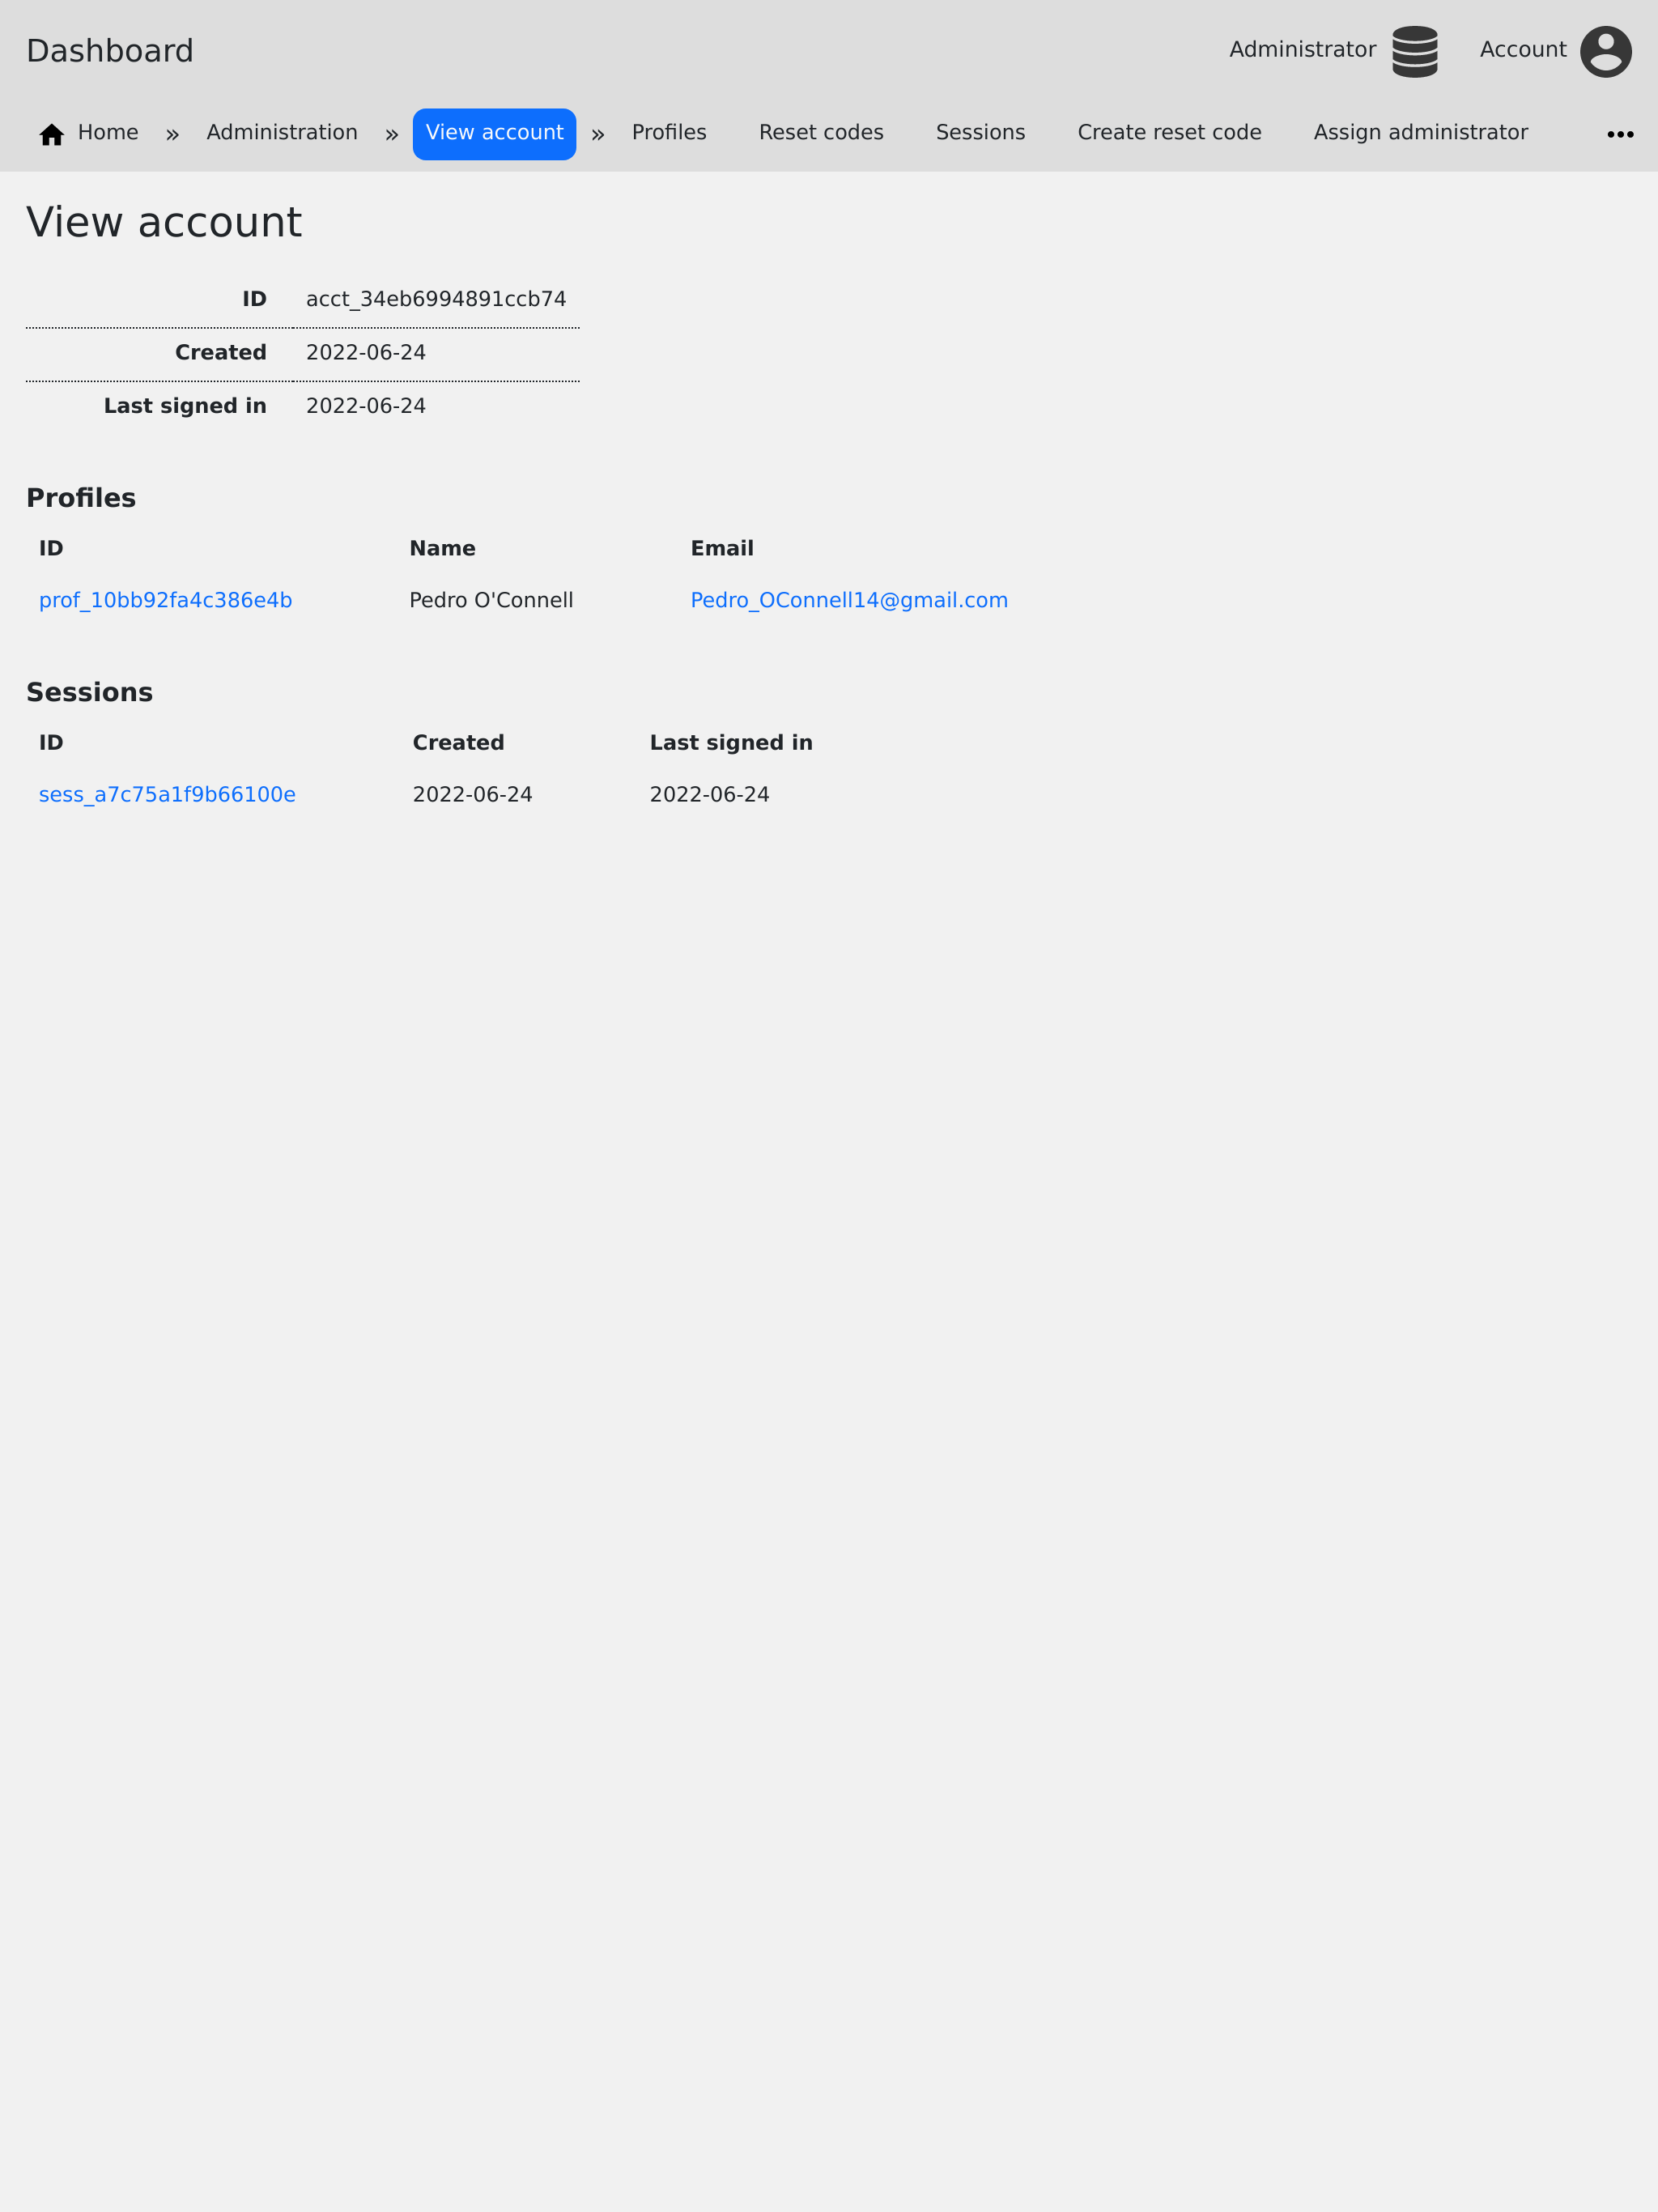 Dashboard
Administrator Account
Home » Administration » View account » Profiles Reset codes Sessions Create reset code Assign administrator •••
View account
ID acct_34eb6994891ccb74
Created 2022-06-24
Last signed in 2022-06-24
Profiles
ID Name Email
prof_10bb92fa4c386e4b Pedro O'Connell Pedro_OConnell14@gmail.com
Sessions
ID Created Last signed in
sess_a7c75a1f9b66100e 2022-06-24 2022-06-24